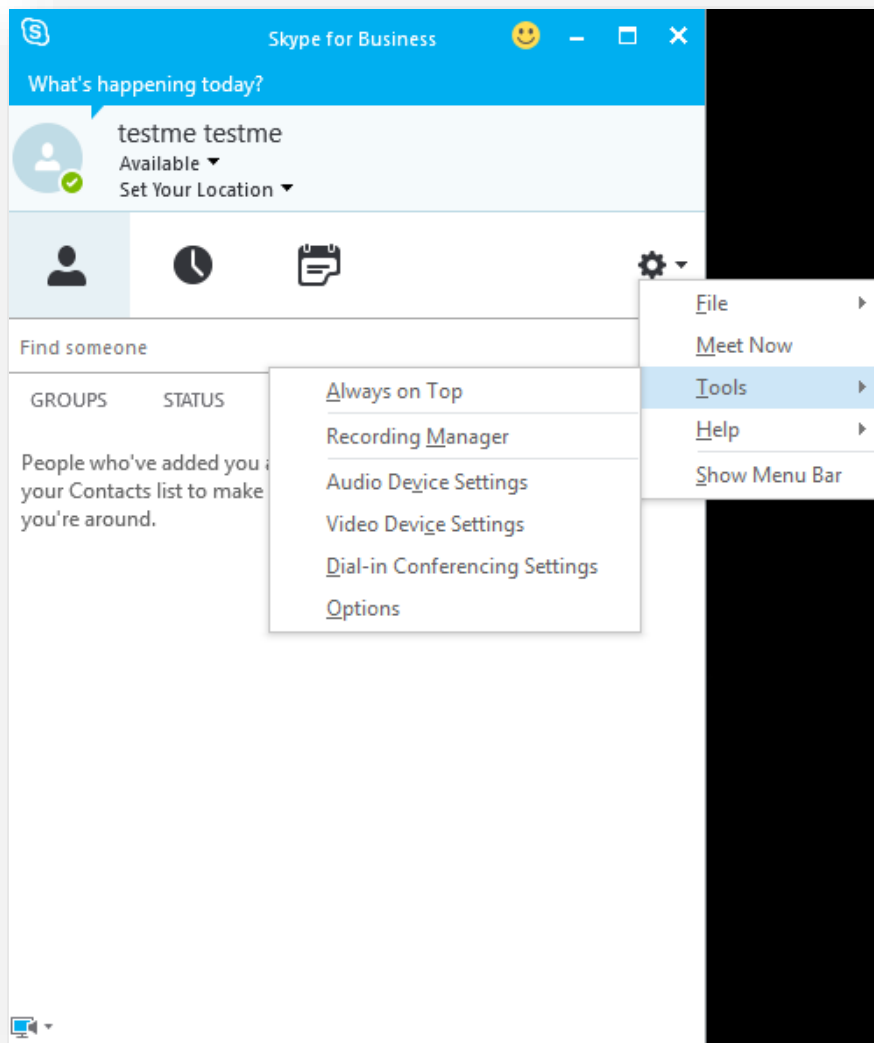 Skype for Business
What's happening today?
testme testme
Available
Set Your Location
File
Meet Now
Tools
Help
Show Menu Bar
Find someone
GROUPS STATUS
Always on Top
Recording Manager
Audio Device Settings
Video Device Settings
Dial-in Conferencing Settings
Options
People who've added you
your Contacts list to make
you're around.